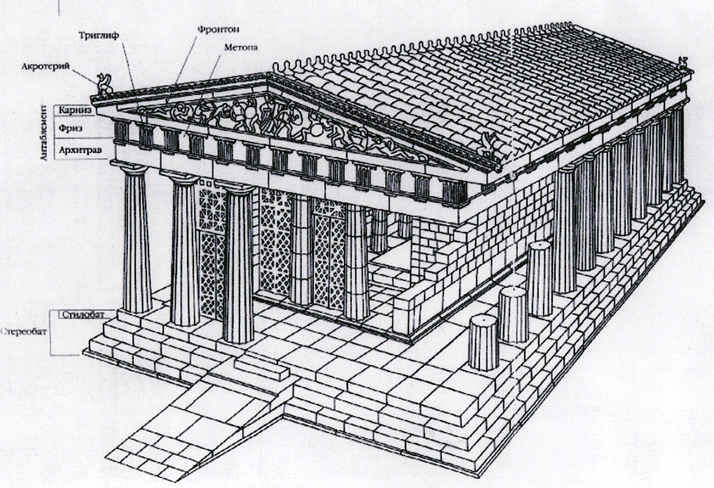 Фронтон
Триглиф
Метопа
Акротерий
Карниз
Антаблемент
Фриз
Архитрав
Стилобат
Стереобат